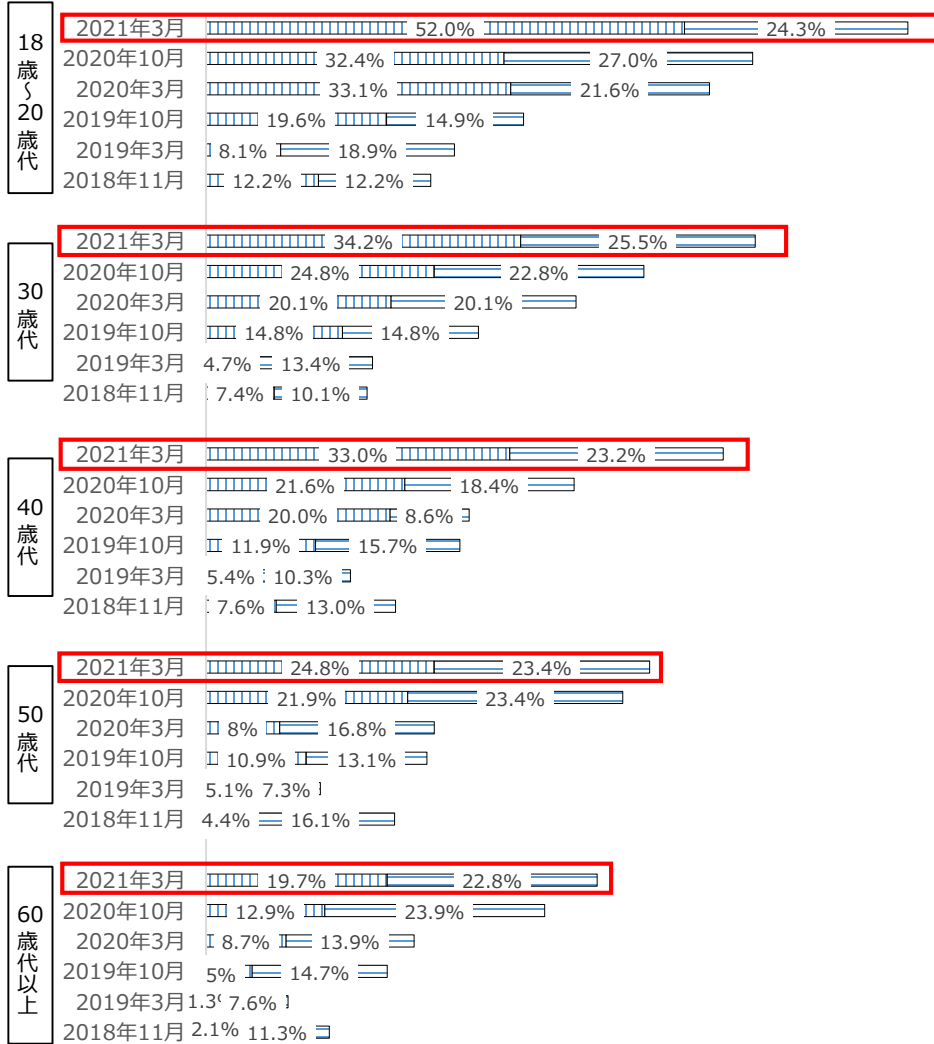 18歳～20歳代
2021年3月 52.0% 24.3%
2020年10月 32.4% 27.0%
2020年3月 33.1% 21.6%
2019年10月 19.6% 14.9%
2019年3月 8.1% 18.9%
2018年11月 12.2% 12.2%
30歳代
2021年3月 34.2% 25.5%
2020年10月 24.8% 22.8%
2020年3月 20.1% 20.1%
2019年10月 14.8% 14.8%
2019年3月 4.7% 13.4%
2018年11月 7.4% 10.1%
40歳代
2021年3月 33.0% 23.2%
2020年10月 21.6% 18.4%
2020年3月 20.0% 8.6%
2019年10月 11.9% 15.7%
2019年3月 5.4% 10.3%
2018年11月 7.6% 13.0%
50歳代
2021年3月 24.8% 23.4%
2020年10月 21.9% 23.4%
2020年3月 8% 16.8%
2019年10月 10.9% 13.1%
2019年3月 5.1% 7.3%
2018年11月 4.4% 16.1%
60歳代以上
2021年3月 19.7% 22.8%
2020年10月 12.9% 23.9%
2020年3月 8.7% 13.9%
2019年10月 5% 14.7%
2019年3月 1.3% 7.6%
2018年11月 2.1% 11.3%